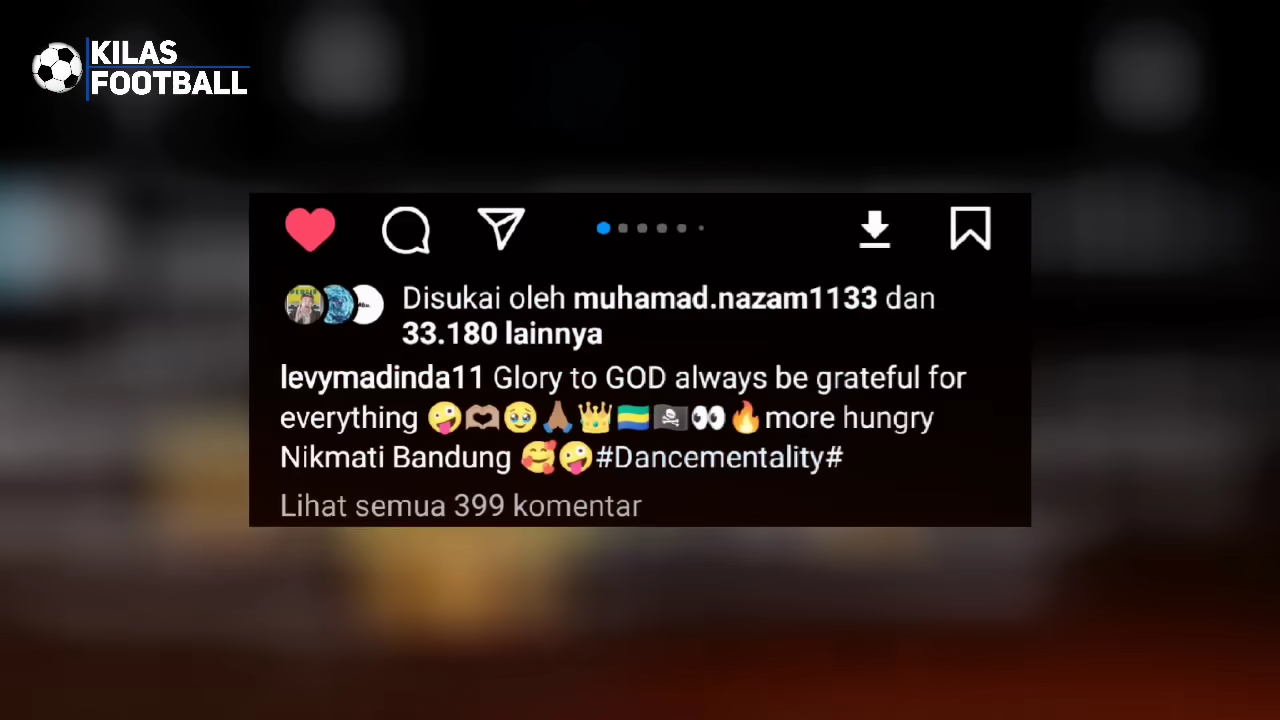 KILAS
FOOTBALL
Disukai oleh muhamad.nazam1133 dan
33.180 lainnya
levymadinda11 Glory to GOD always be grateful for
everything 🤪🫶🏽🥹🙏🏾👑🇬🇦🏴‍☠️👀🔥more hungry
Nikmati Bandung 🥰🤪#Dancementality#
Lihat semua 399 komentar